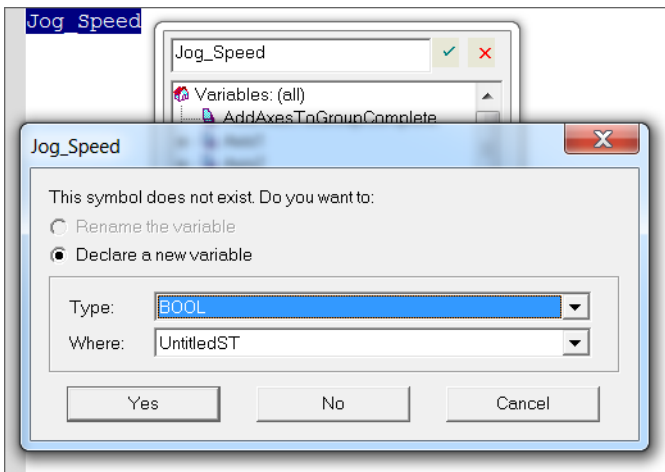 Jog_Speed
Jog_Speed
Variables: (all)
AddAxesToGroupComplete
Jog_Speed
This symbol does not exist. Do you want to:
Rename the variable
Declare a new variable
Type: BOOL
Where: UntitledST
Yes No Cancel